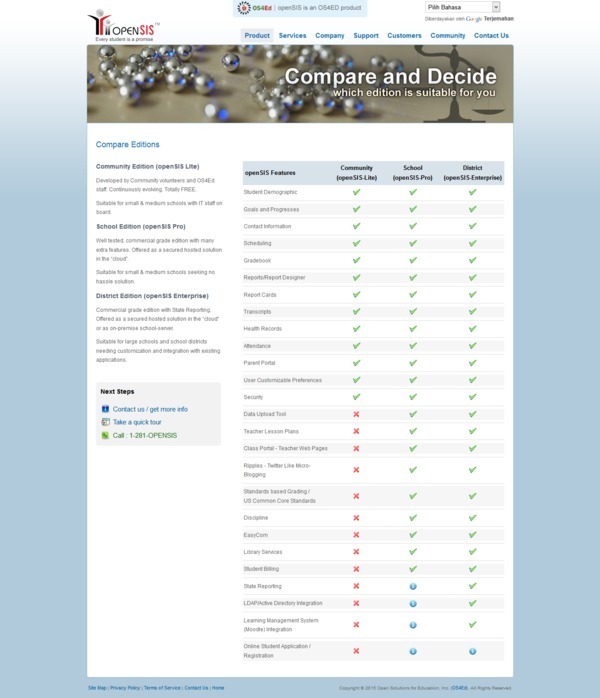 openSIS™
Every student is a promise
OS4Ed | openSIS is an OS4ED product
Pilih Bahasa
Diberdayakan oleh Google Terjemahan
Product Services Company Support Customers Community Contact Us
Compare and Decide
which edition is suitable for you
Compare Editions
Community Edition (openSIS Lite)
Developed by Community volunteers and OS4Ed
staff. Continuously evolving. Totally FREE.
Suitable for small & medium schools with IT staff on
board.
School Edition (openSIS Pro)
Well tested, commercial grade edition with many
extra features. Offered as a secured hosted solution
in the "cloud".
Suitable for small & medium schools seeking no
hassle solution.
District Edition (openSIS Enterprise)
Commercial grade edition with State Reporting.
Offered as a secured hosted solution in the "cloud"
or as on-premise school-server.
Suitable for large schools and school districts
needing customization and integration with existing
applications.
Next Steps
Contact us / get more info
Take a quick tour
Call : 1-281-OPENSIS
openSIS Features Community (openSIS-Lite) School (openSIS-Pro) District (openSIS-Enterprise)
Student Demographic
Goals and Progresses
Contact Information
Scheduling
Gradebook
Reports/Report Designer
Report Cards
Transcripts
Health Records
Attendance
Parent Portal
User Customizable Preferences
Security
Data Upload Tool
Teacher Lesson Plans
Class Portal - Teacher Web Pages
Ripples - Twitter Like Micro-
Blogging
Standards based Grading /
US Common Core Standards
Discipline
EasyCom
Library Services
Student Billing
State Reporting
LDAP/Active Directory Integration
Learning Management System
(Moodle) Integration
Online Student Application /
Registration
Site Map | Privacy Policy | Terms of Service | Contact Us | Home
Copyright © 2015 Open Solutions for Education, Inc. (OS4Ed). All Rights Reserved.